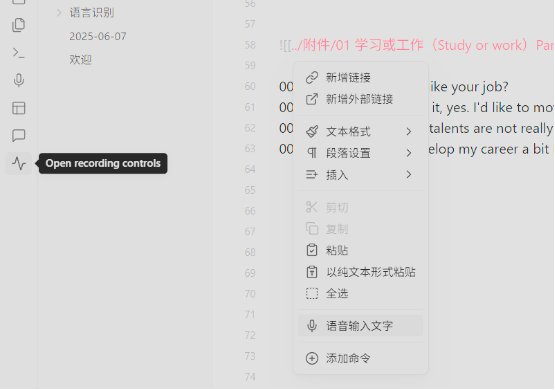 语言识别
2025-06-07
欢迎
Open recording controls
56
57
58
59
60
61
62
63
64
65
66
67
68
69
70
71
72
73
74
![[../附件/01 学习或工作（Study or work）Par
00
ike your job?
00
it, yes. I'd like to mo
00
talents are not really
00
elop my career a bit
新增链接
新增外部链接
文本格式
段落设置
插入
剪切
复制
粘贴
以纯文本形式粘贴
全选
语音输入文字
添加命令